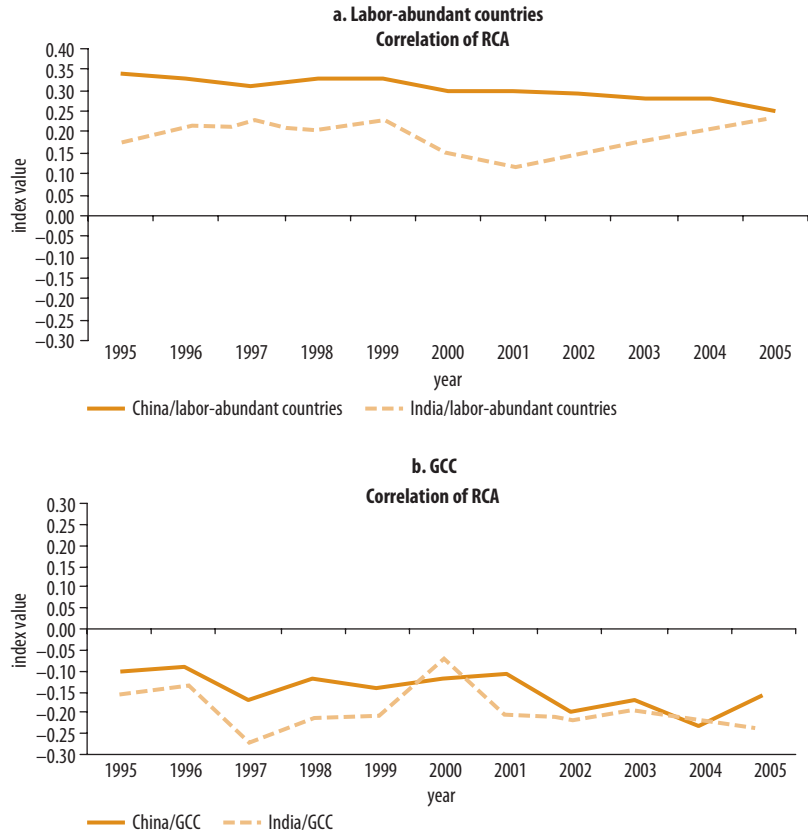 a. Labor-abundant countries
Correlation of RCA
index value
0.40
0.35
0.30
0.25
0.20
0.15
0.10
0.05
0.00
−0.05
−0.10
−0.15
−0.20
−0.25
−0.30
1995 1996 1997 1998 1999 2000 2001 2002 2003 2004 2005
year
China/labor-abundant countries India/labor-abundant countries
b. GCC
Correlation of RCA
index value
0.30
0.25
0.20
0.15
0.10
0.05
0.00
−0.05
−0.10
−0.15
−0.20
−0.25
−0.30
1995 1996 1997 1998 1999 2000 2001 2002 2003 2004 2005
year
China/GCC India/GCC